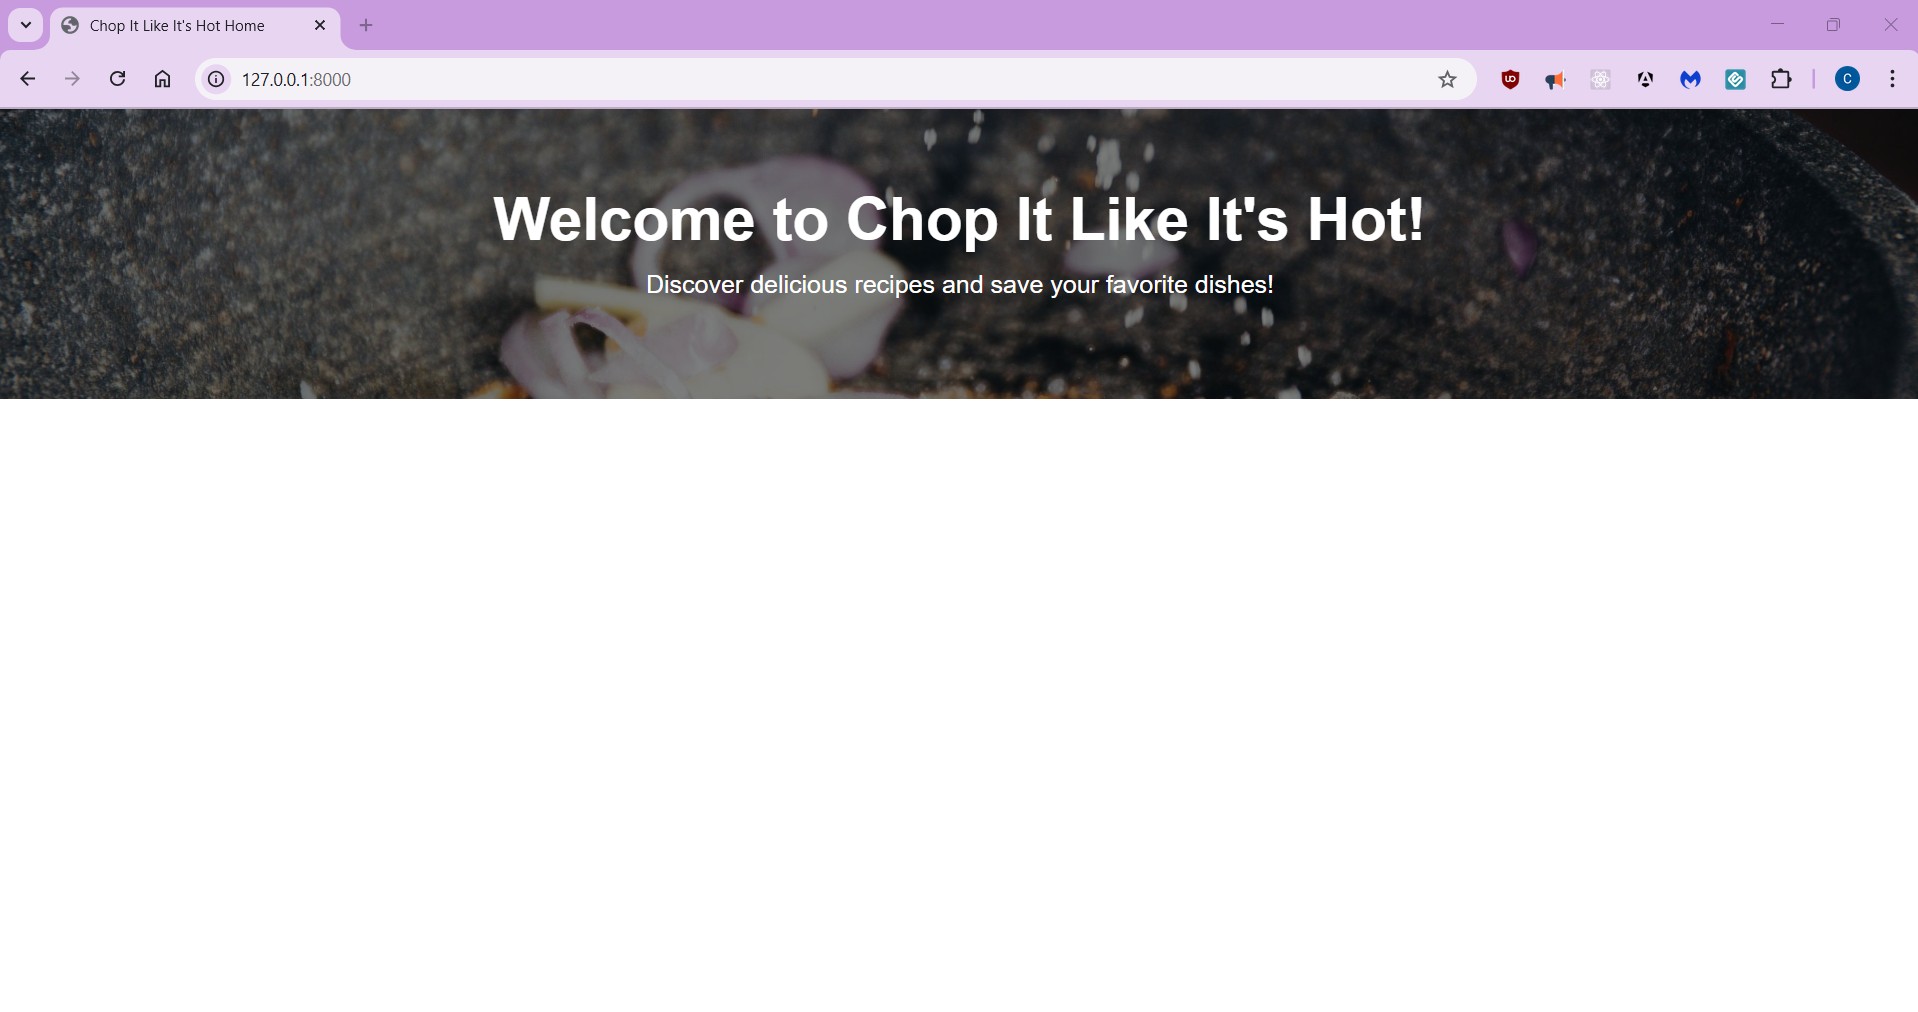 Chop It Like It's Hot Home
127.0.0.1:8000
C
Welcome to Chop It Like It's Hot!
Discover delicious recipes and save your favorite dishes!